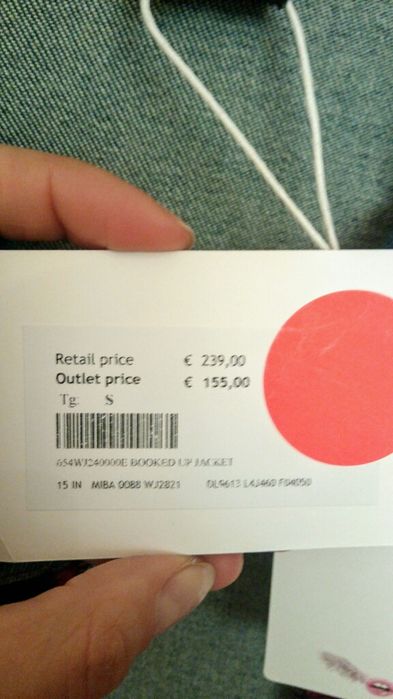 Retail price € 239,00
Outlet price € 155,00
Tg: S
654WJ240000E BOOKED UP JACKET
15 IN MIBA 0088 WJ2821 DL9613 L4J460 F04050